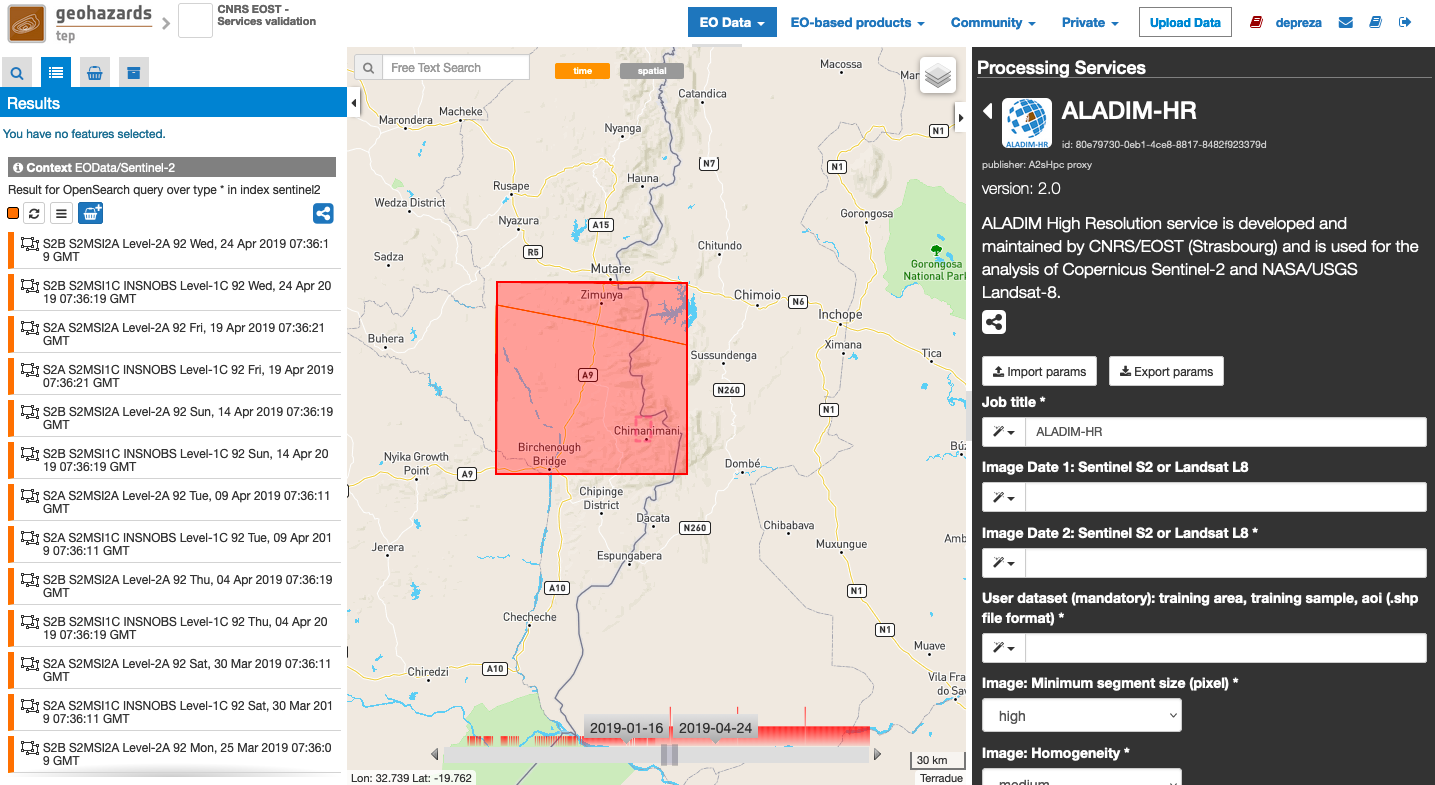 geohazards
tep
CNRS EOST -
Services validation
EO Data
EO-based products
Community
Private
Upload Data
depreza
Results
You have no features selected.
Context EOData/Sentinel-2
Result for OpenSearch query over type * in index sentinel2
S2B S2MSI2A Level-2A 92 Wed, 24 Apr 2019 07:36:1
9 GMT
S2B S2MSI1C INSNOBS Level-1C 92 Wed, 24 Apr 20
19 07:36:19 GMT
S2A S2MSI2A Level-2A 92 Fri, 19 Apr 2019 07:36:21
GMT
S2A S2MSI1C INSNOBS Level-1C 92 Fri, 19 Apr 2019
07:36:21 GMT
S2B S2MSI2A Level-2A 92 Sun, 14 Apr 2019 07:36:19
GMT
S2B S2MSI1C INSNOBS Level-1C 92 Sun, 14 Apr 20
19 07:36:19 GMT
S2A S2MSI2A Level-2A 92 Tue, 09 Apr 2019 07:36:11
GMT
S2A S2MSI1C INSNOBS Level-1C 92 Tue, 09 Apr 201
9 07:36:11 GMT
S2B S2MSI2A Level-2A 92 Thu, 04 Apr 2019 07:36:19
GMT
S2B S2MSI1C INSNOBS Level-1C 92 Thu, 04 Apr 20
19 07:36:19 GMT
S2A S2MSI2A Level-2A 92 Sat, 30 Mar 2019 07:36:11
GMT
S2A S2MSI1C INSNOBS Level-1C 92 Sat, 30 Mar 201
9 07:36:11 GMT
S2B S2MSI2A Level-2A 92 Mon, 25 Mar 2019 07:36:0
9 GMT
Free Text Search
time
spatial
Macossa
Mar
Catandica
Macheke
Marondera
Nyanga
N1
N7
N1
Hauna
Rusape
Wedza District
Nyazura
Gorongosa
A15
Chitundo
R5
Sadza
Gorongosa
National Park
Mutare
Zimunya
Chimoio
N6
Inchope
Buhera
Ximana
Sussundenga
Tica
A9
N260
N1
Chimanimani
Birchenough
Bridge
Nyika Growth
Point
A9
Dombé
Bú
Chipinge
District
Dacata
N260
Chibabava
Jerera
Espungabera
Muxungue
A10
N1
Checheche
N1
Muave
A10
Chiredzi
Vila Fra
do Sav
2019-01-16
2019-04-24
30 km
Lon: 32.739 Lat: -19.762
Terradue
Processing Services
ALADIM-HR
ALADIM-HR
id: 80e79730-0eb1-4ce8-8817-8482f923379d
publisher: A2sHpc proxy
version: 2.0
ALADIM High Resolution service is developed and
maintained by CNRS/EOST (Strasbourg) and is used for the
analysis of Copernicus Sentinel-2 and NASA/USGS
Landsat-8.
Import params
Export params
Job title *
ALADIM-HR
Image Date 1: Sentinel S2 or Landsat L8
Image Date 2: Sentinel S2 or Landsat L8 *
User dataset (mandatory): training area, training sample, aoi (.shp
file format) *
Image: Minimum segment size (pixel) *
high
Image: Homogeneity *
medium